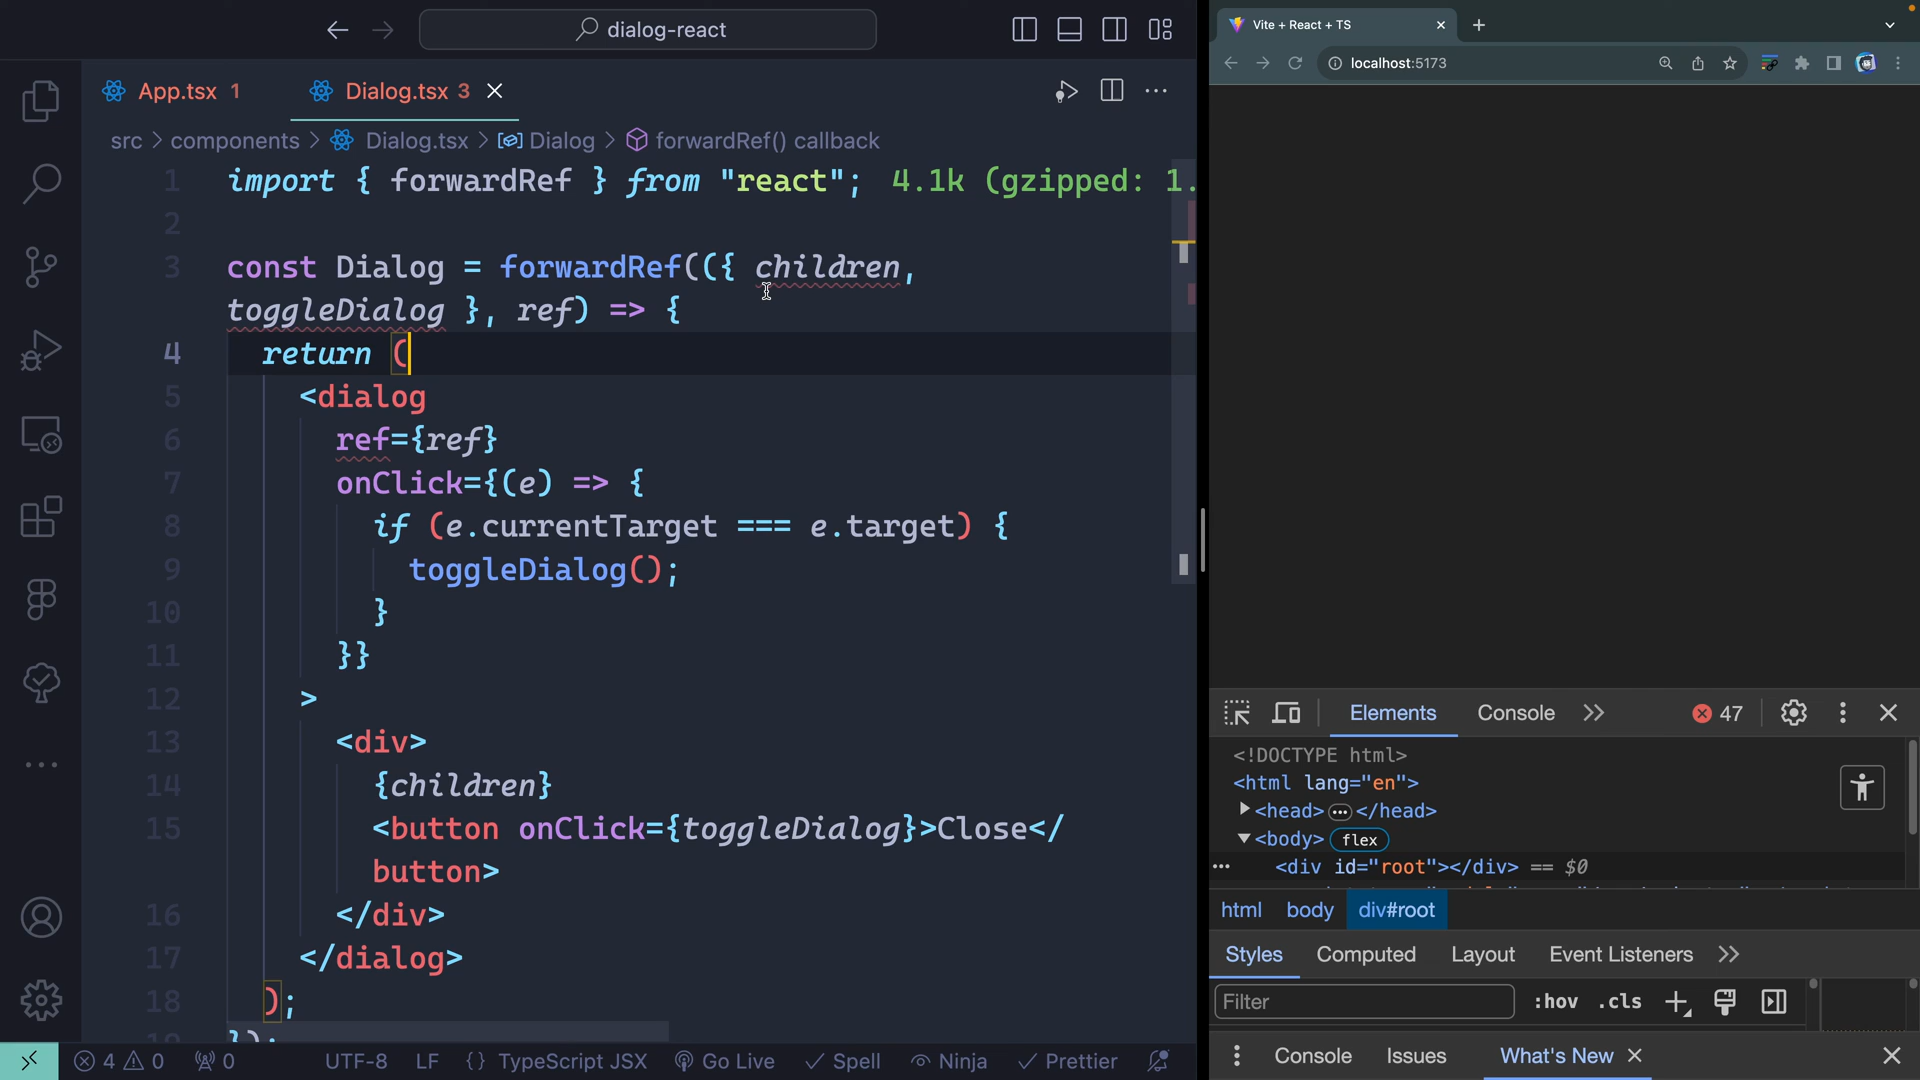 dialog-react
App.tsx 1
Dialog.tsx 3
src > components > Dialog.tsx > Dialog > forwardRef() callback
1 import { forwardRef } from "react"; 4.1k (gzipped: 1.
2
3 const Dialog = forwardRef(({ children,
toggleDialog }, ref) => {
4 return (
5 <dialog
6 ref={ref}
7 onClick={(e) => {
8 if (e.currentTarget === e.target) {
9 toggleDialog();
10 }
11 }}
12 >
13 <div>
14 {children}
15 <button onClick={toggleDialog}>Close</
button>
16 </div>
17 </dialog>
18 );
});
4 0 0 UTF-8 LF {} TypeScript JSX Go Live Spell Ninja Prettier
Vite + React + TS
localhost:5173
Elements Console 47
<!DOCTYPE html>
<html lang="en">
<head> </head>
<body> flex
<div id="root"></div> == $0
html body div#root
Styles Computed Layout Event Listeners
Filter :hov .cls
Console Issues What's New